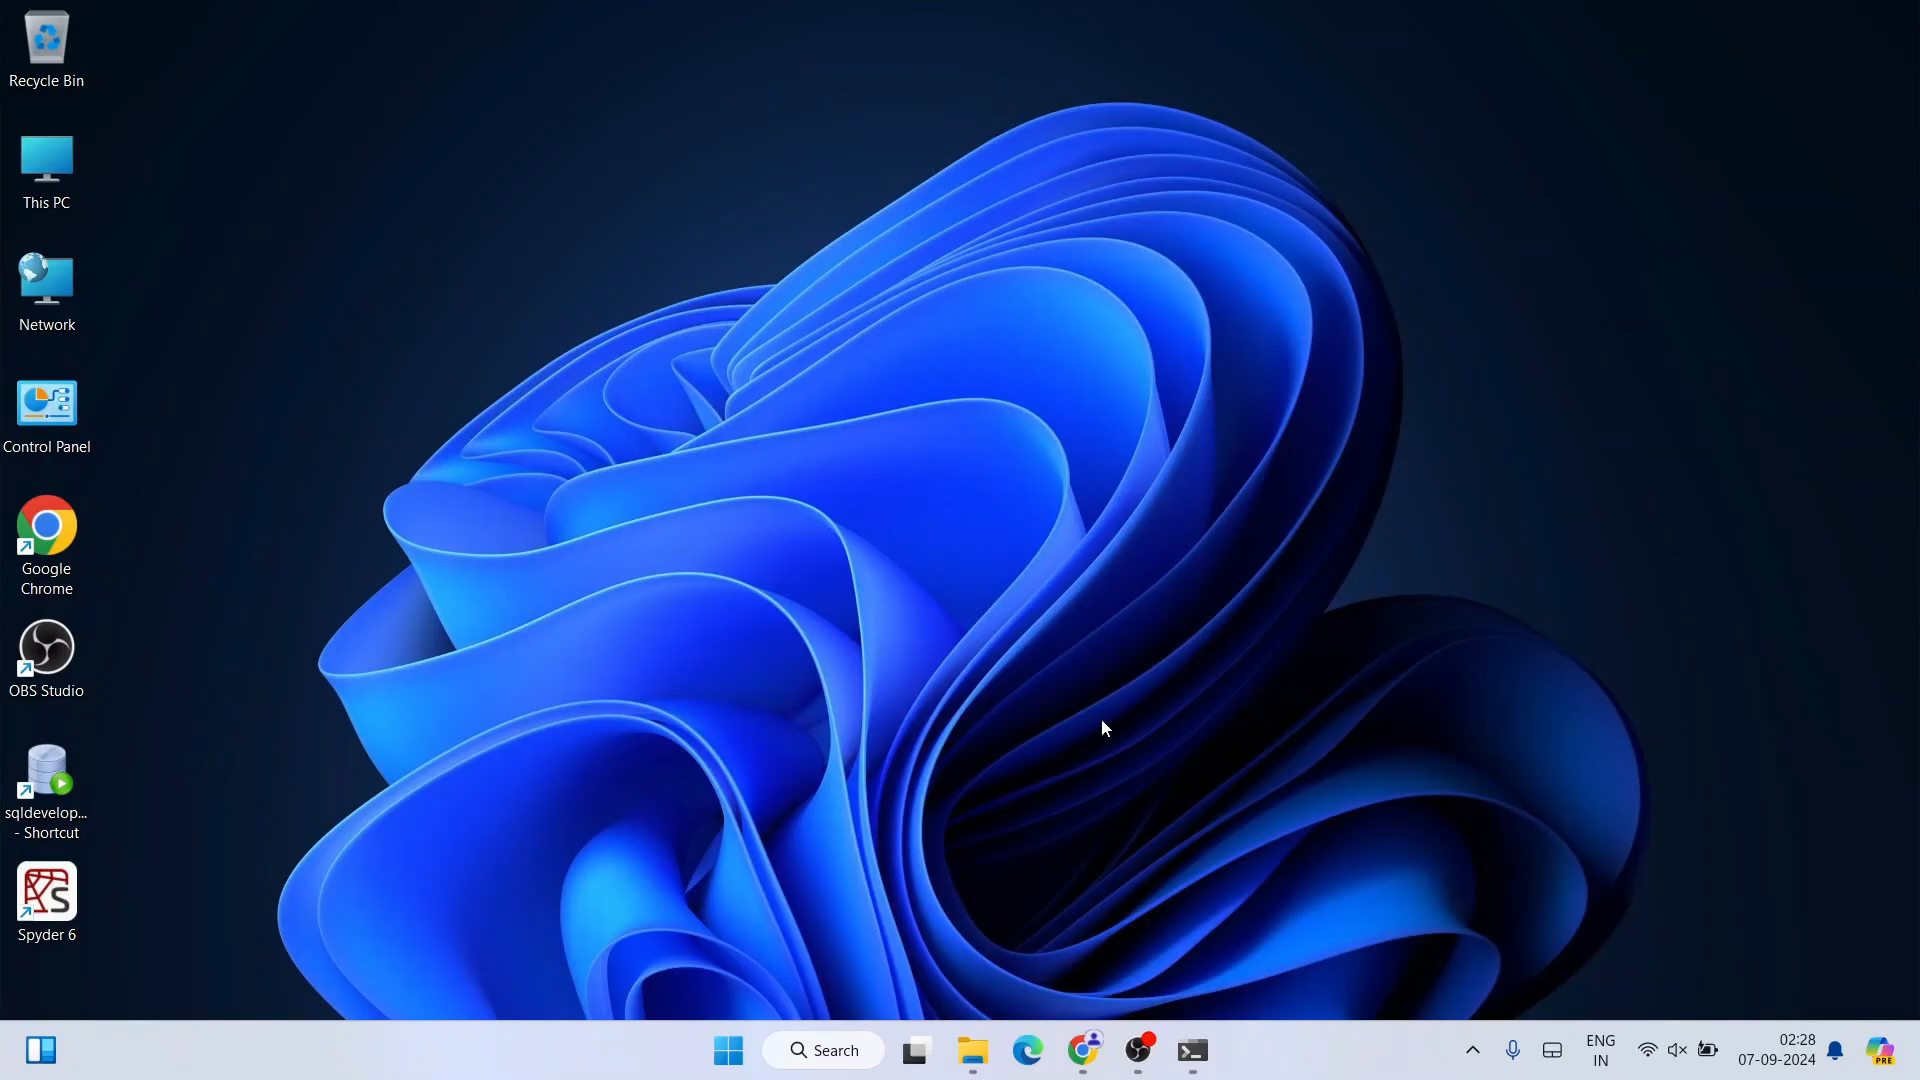 Recycle Bin
This PC
Network
Control Panel
Google
Chrome
OBS Studio
sqldevelop...
- Shortcut
Spyder 6
Search
ENG
IN
02:28
07-09-2024
PRE